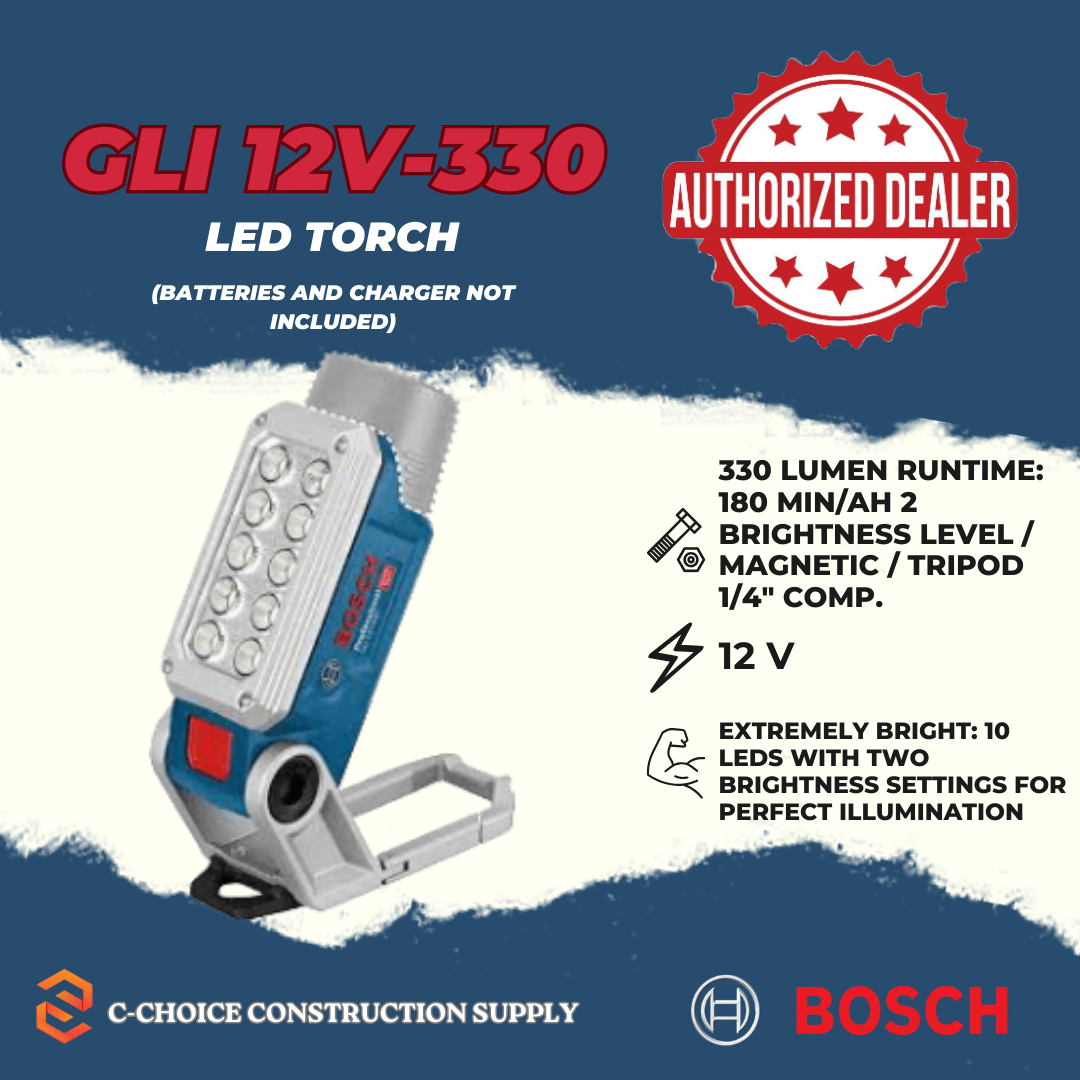 GLI 12V-330
LED TORCH
(BATTERIES AND CHARGER NOT
INCLUDED)
AUTHORIZED DEALER
330 LUMEN RUNTIME:
180 MIN/AH 2
BRIGHTNESS LEVEL /
MAGNETIC / TRIPOD
1/4" COMP.
12 V
EXTREMELY BRIGHT: 10
LEDS WITH TWO
BRIGHTNESS SETTINGS FOR
PERFECT ILLUMINATION
BOSCH
Professional
C-CHOICE CONSTRUCTION SUPPLY
BOSCH